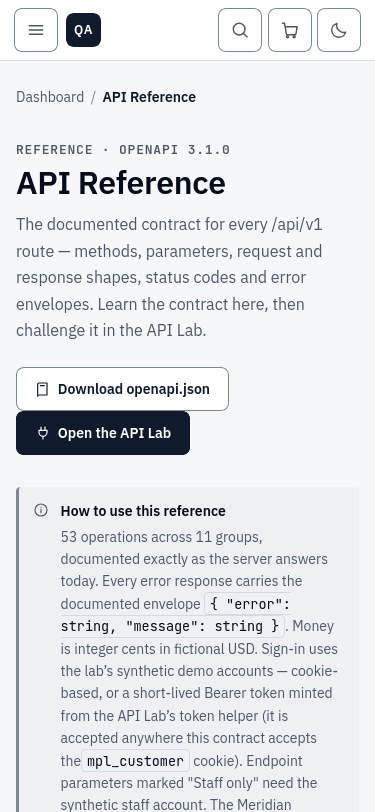 QA
Dashboard / API Reference
REFERENCE · OPENAPI 3.1.0
API Reference
The documented contract for every /api/v1
route — methods, parameters, request and
response shapes, status codes and error
envelopes. Learn the contract here, then
challenge it in the API Lab.
Download openapi.json
Open the API Lab
How to use this reference
53 operations across 11 groups,
documented exactly as the server answers
today. Every error response carries the
documented envelope { "error":
string, "message": string }. Money
is integer cents in fictional USD. Sign-in uses
the lab’s synthetic demo accounts — cookie-
based, or a short-lived Bearer token minted
from the API Lab’s token helper (it is
accepted anywhere this contract accepts
the mpl_customer cookie). Endpoint
parameters marked "Staff only" need the
synthetic staff account. The Meridian